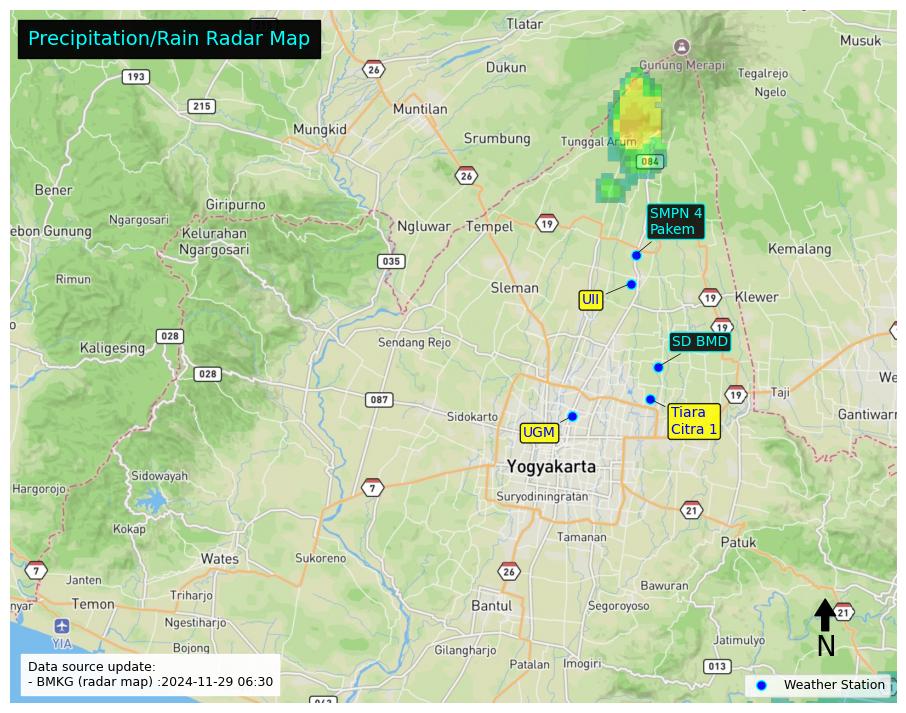 Precipitation/Rain Radar Map
Tlatar
Musuk
193
26
Tempel
Dukun
Gunung Merapi
Tegalrejo
Ngelo
215
Muntilan
Mungkid
Srumbung
Tunggal Arum
084
26
Bener
Giripurno
SMPN 4
Pakem
Ngargosari
ebon Gunung
Kelurahan
Ngargosari
Ngluwar
Tempel
19
Kemalang
035
Rimun
Sleman
UII
19
Klewer
19
028
Kaligesing
Sendang Rejo
SD BMD
028
087
19
Taji
We
Sidokarto
Tiara
Citra 1
Gantiwarn
UGM
Yogyakarta
Sidowayah
Hargorojo
7
Suryodiningratan
21
Kokap
Tamanan
Patuk
Wates
Sukoreno
7
26
Janten
Bawuran
nyar
Temon
Triharjo
Bantul
Segoroyoso
21
Ngestiharjo
YIA
N
Bojong
Jatimulyo
Gilangharjo
Patalan
Imogiri
013
Data source update:
- BMKG (radar map) :2024-11-29 06:30
Weather Station